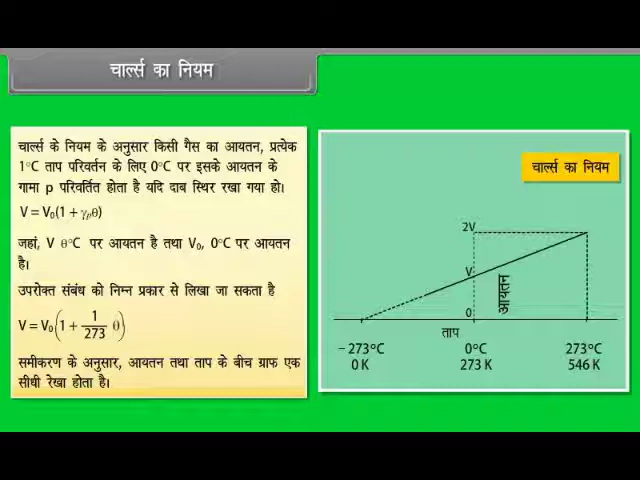 चार्ल्स का नियम
चार्ल्स के नियम के अनुसार किसी गैस का आयतन, प्रत्येक
1°C ताप परिवर्तन के लिए 0°C पर इसके आयतन के
गामा p परिवर्तित होता है यदि दाब स्थिर रखा गया हो।
V = V₀(1 + γₚθ)
जहां, V θ°C पर आयतन है तथा V₀, 0°C पर आयतन
है।
उपरोक्त संबंध को निम्न प्रकार से लिखा जा सकता है
V = V₀(1 + 1/273 θ)
समीकरण के अनुसार, आयतन तथा ताप के बीच ग्राफ एक
सीधी रेखा होता है।
चार्ल्स का नियम
2V
V
आयतन
0
ताप
−273°C 0°C 273°C
0 K 273 K 546 K